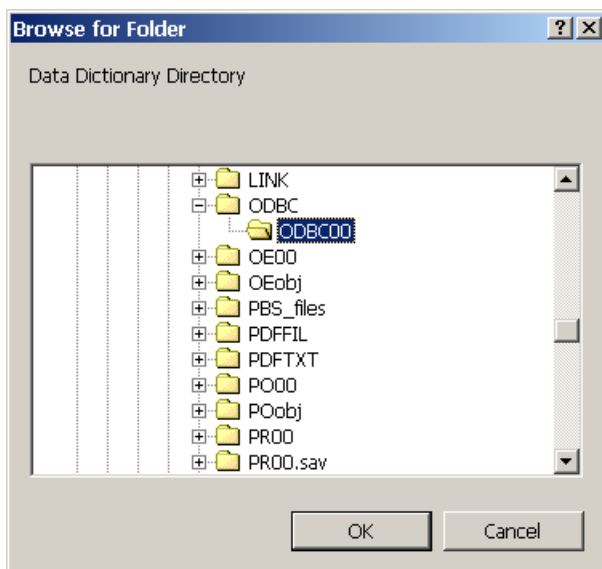 Browse for Folder
Data Dictionary Directory
LINK
ODBC
ODBC00
OE00
OEobj
PBS_files
PDFFIL
PDFTXT
PO00
POobj
PR00
PR00.sav
OK Cancel